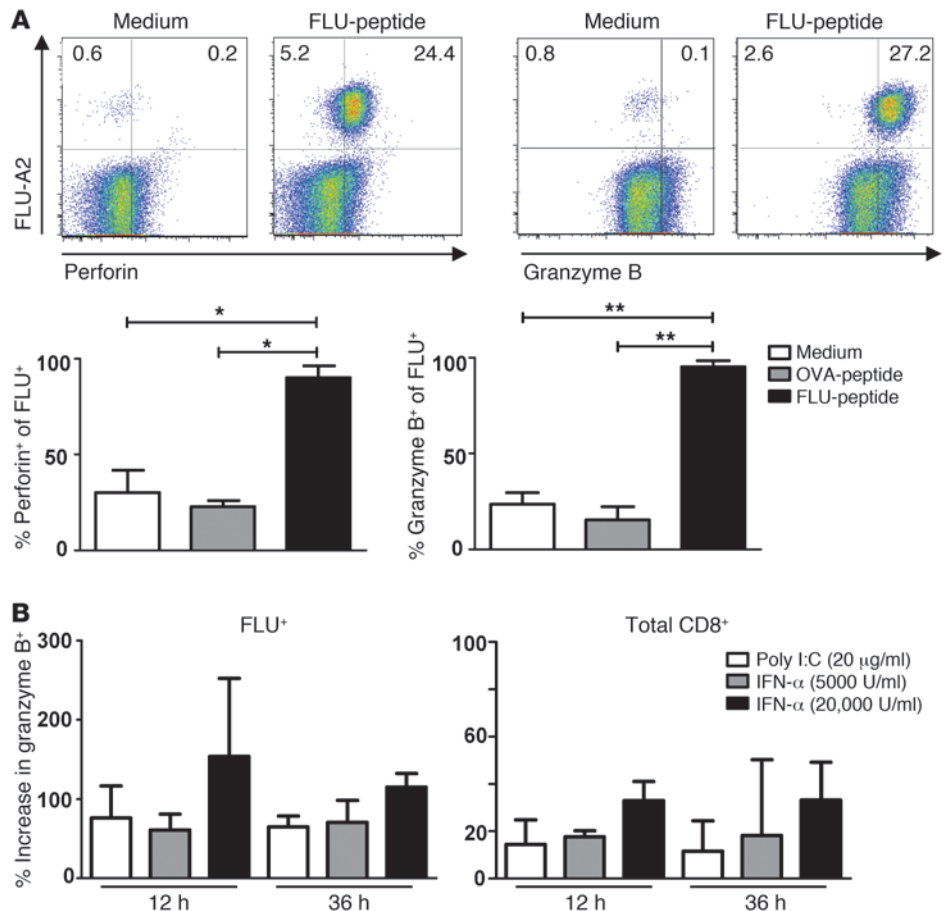 A
Medium
FLU-peptide
Medium
FLU-peptide
0.6 0.2
5.2 24.4
0.8 0.1
2.6 27.2
FLU-A2
Perforin
Granzyme B
*
*
% Perforin⁺ of FLU⁺
100
50
0
**
**
% Granzyme B⁺ of FLU⁺
100
50
0
Medium
OVA-peptide
FLU-peptide
B
FLU⁺
% Increase in granzyme B⁺
300
200
100
0
12 h
36 h
Total CD8⁺
100
60
20
0
12 h
36 h
Poly I:C (20 μg/ml)
IFN-α (5000 U/ml)
IFN-α (20,000 U/ml)